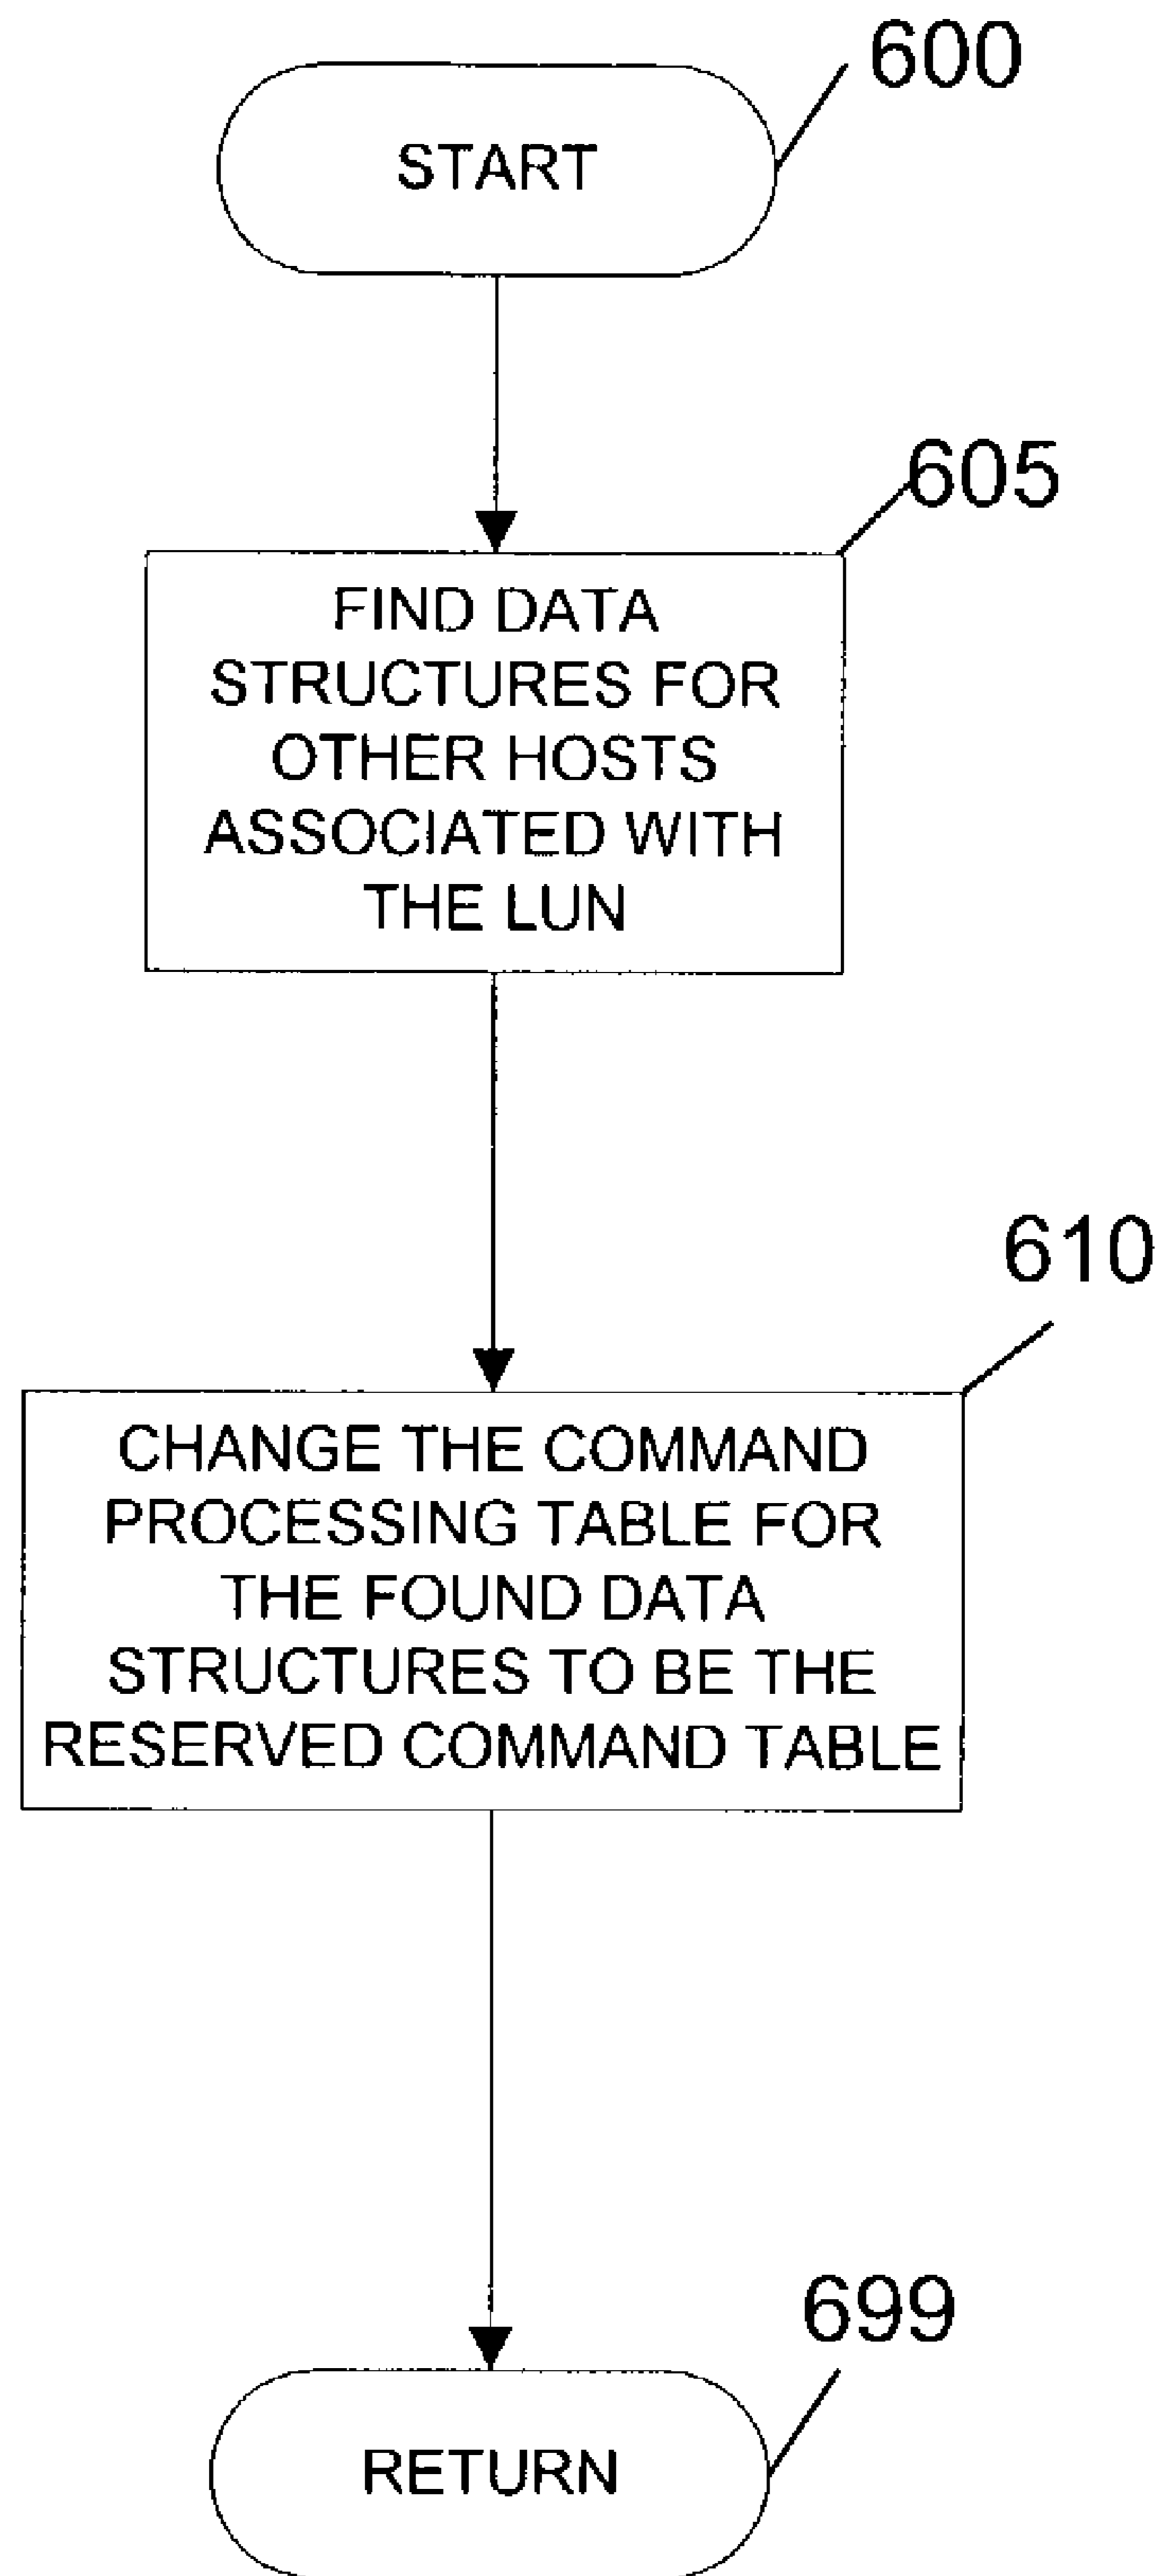 600
START
605
FIND DATA
STRUCTURES FOR
OTHER HOSTS
ASSOCIATED WITH
THE LUN
610
CHANGE THE COMMAND
PROCESSING TABLE FOR
THE FOUND DATA
STRUCTURES TO BE THE
RESERVED COMMAND TABLE
699
RETURN